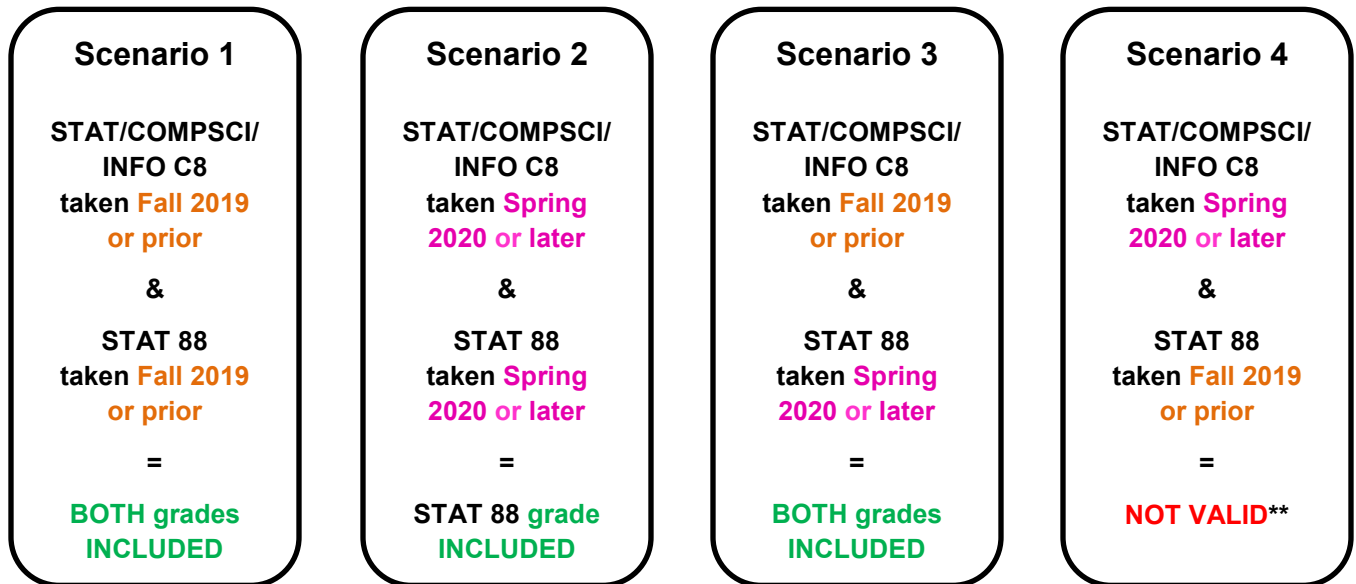 Scenario 1
STAT/COMPSCI/
INFO C8
taken Fall 2019
or prior
&
STAT 88
taken Fall 2019
or prior
=
BOTH grades
INCLUDED
Scenario 2
STAT/COMPSCI/
INFO C8
taken Spring
2020 or later
&
STAT 88
taken Spring
2020 or later
=
STAT 88 grade
INCLUDED
Scenario 3
STAT/COMPSCI/
INFO C8
taken Fall 2019
or prior
&
STAT 88
taken Spring
2020 or later
=
BOTH grades
INCLUDED
Scenario 4
STAT/COMPSCI/
INFO C8
taken Spring
2020 or later
&
STAT 88
taken Fall 2019
or prior
=
NOT VALID**